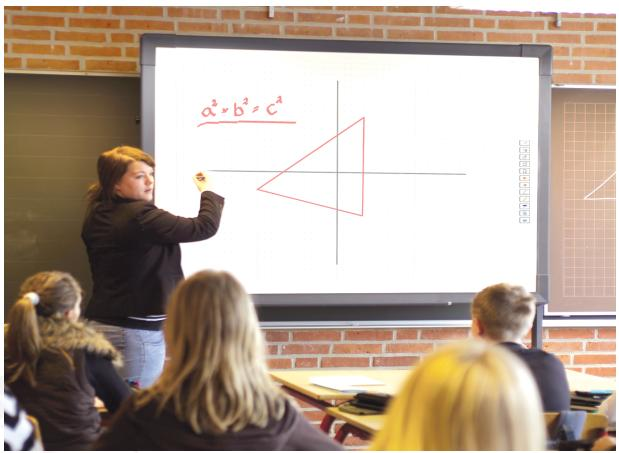 a² * b² = c²